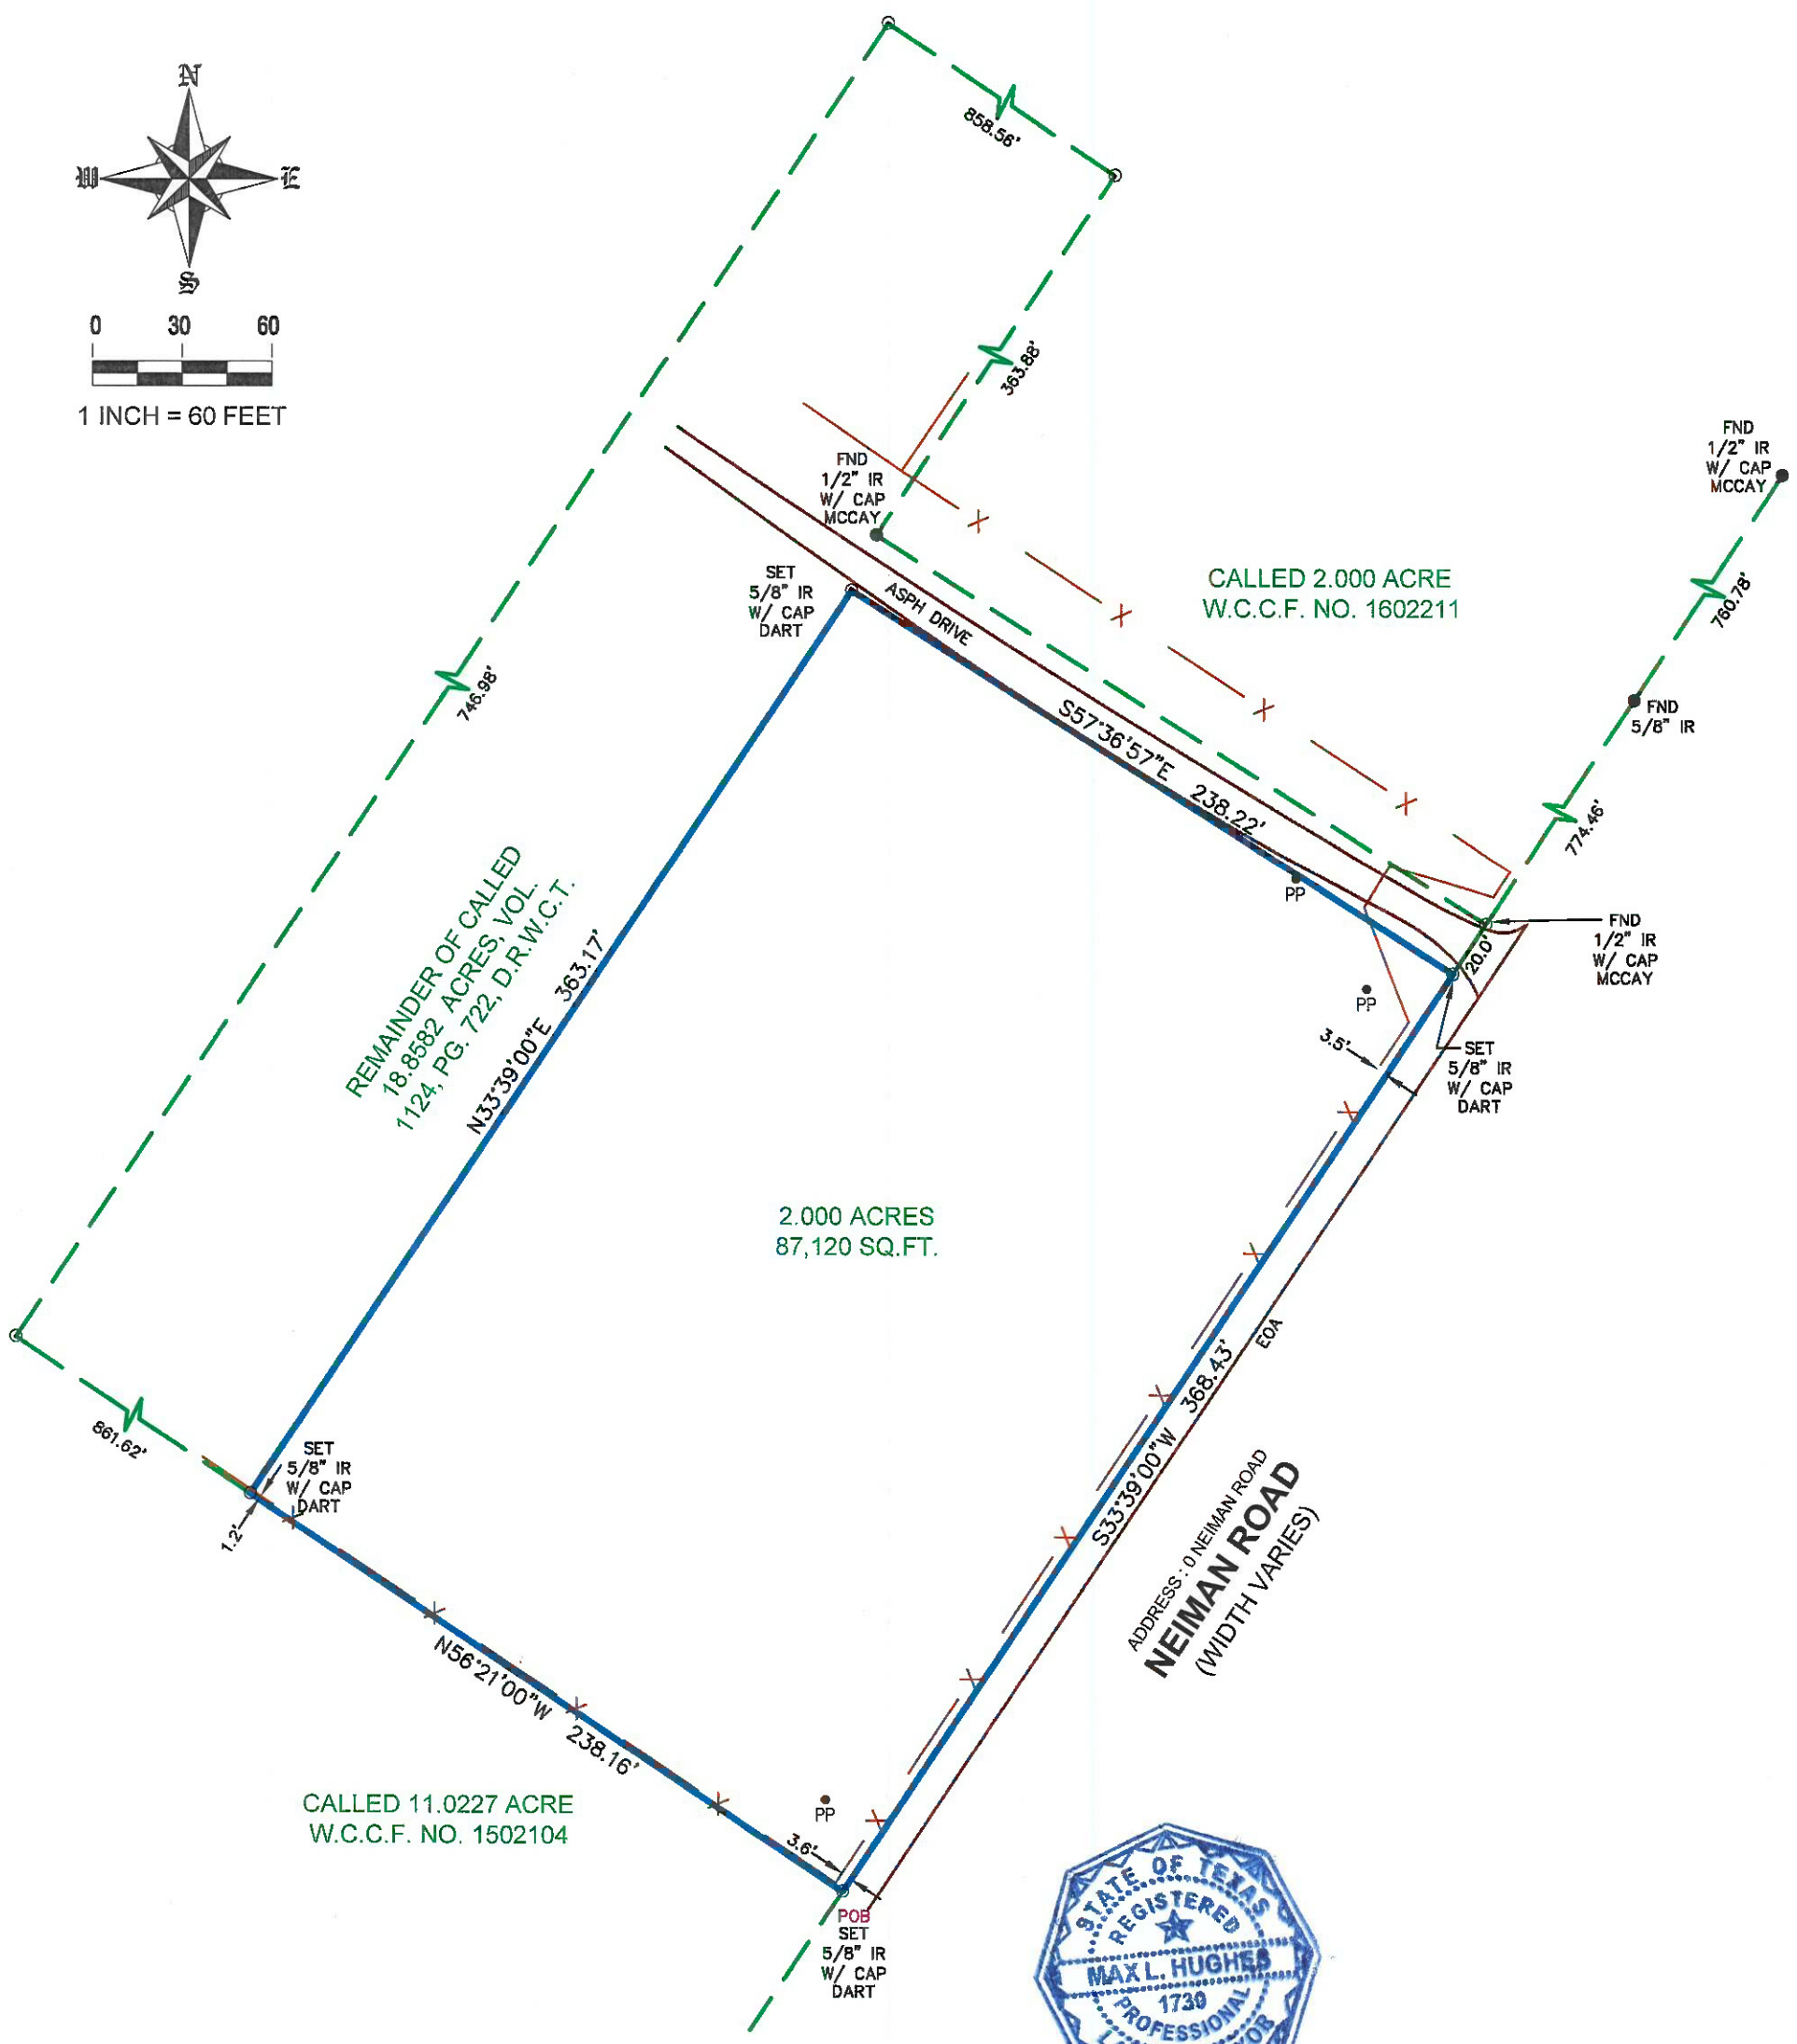 N
W
E
S
0 30 60
1 INCH = 60 FEET
858.56'
363.88'
FND
1/2" IR
W/ CAP
MCCAY
FND
1/2" IR
W/ CAP
MCCAY
CALLED 2.000 ACRE
W.C.C.F. NO. 1602211
760.78'
SET
5/8" IR
W/ CAP
DART
ASPH DRIVE
746.98'
FND
5/8" IR
S57°36'57"E 238.22'
774.46'
PP
REMAINDER OF CALLED
18.8582 ACRES, VOL.
1124, PG. 722, D.R.W.C.T.
N33°39'00"E 363.17'
20.0'
FND
1/2" IR
W/ CAP
MCCAY
PP
3.5'
SET
5/8" IR
W/ CAP
DART
2.000 ACRES
87,120 SQ.FT.
EOA
S33°39'00"W 368.43'
861.62'
SET
5/8" IR
W/ CAP
DART
1.2'
ADDRESS : 0 NEIMAN ROAD
NEIMAN ROAD
(WIDTH VARIES)
N56°21'00"W 238.16'
CALLED 11.0227 ACRE
W.C.C.F. NO. 1502104
PP
3.6'
POB
SET
5/8" IR
W/ CAP
DART
STATE OF TEXAS
REGISTERED
MAX L. HUGHES
1730
PROFESSIONAL